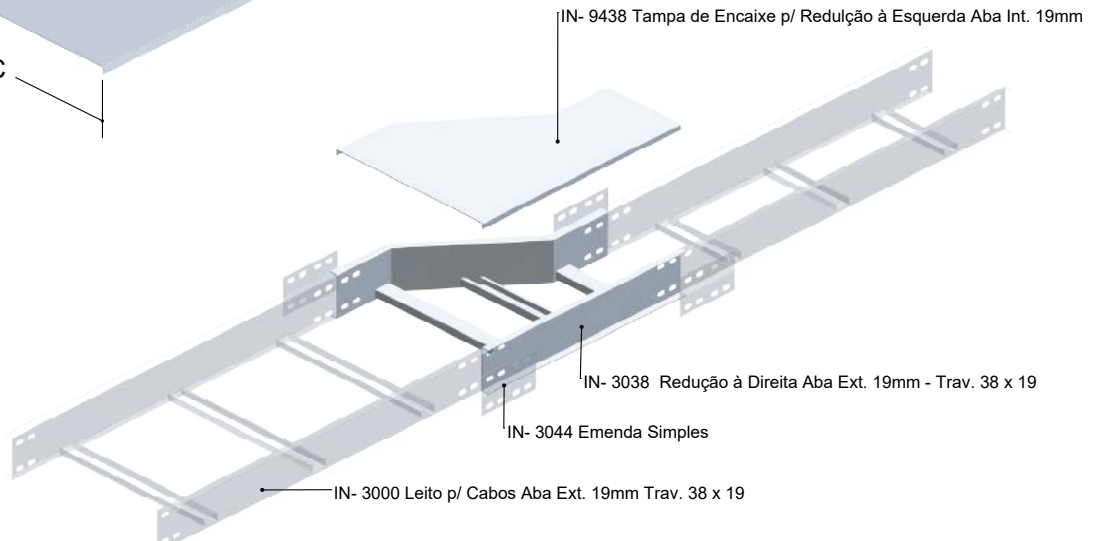 IN- 9438 Tampa de Encaixe p/ Redulção à Esquerda Aba Int. 19mm
C
IN- 3038 Redução à Direita Aba Ext. 19mm - Trav. 38 x 19
IN- 3044 Emenda Simples
IN- 3000 Leito p/ Cabos Aba Ext. 19mm Trav. 38 x 19